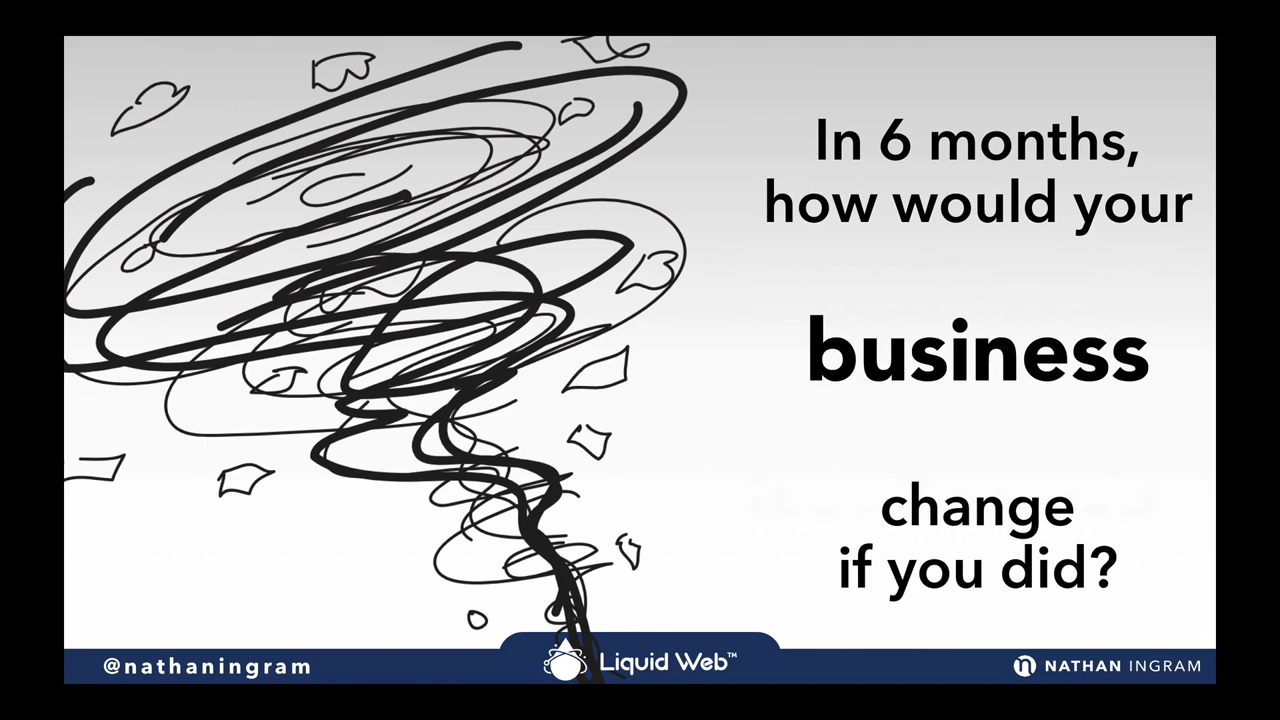 In 6 months,
how would your
business
change
if you did?
@nathaningram
Liquid Web™
NATHAN INGRAM